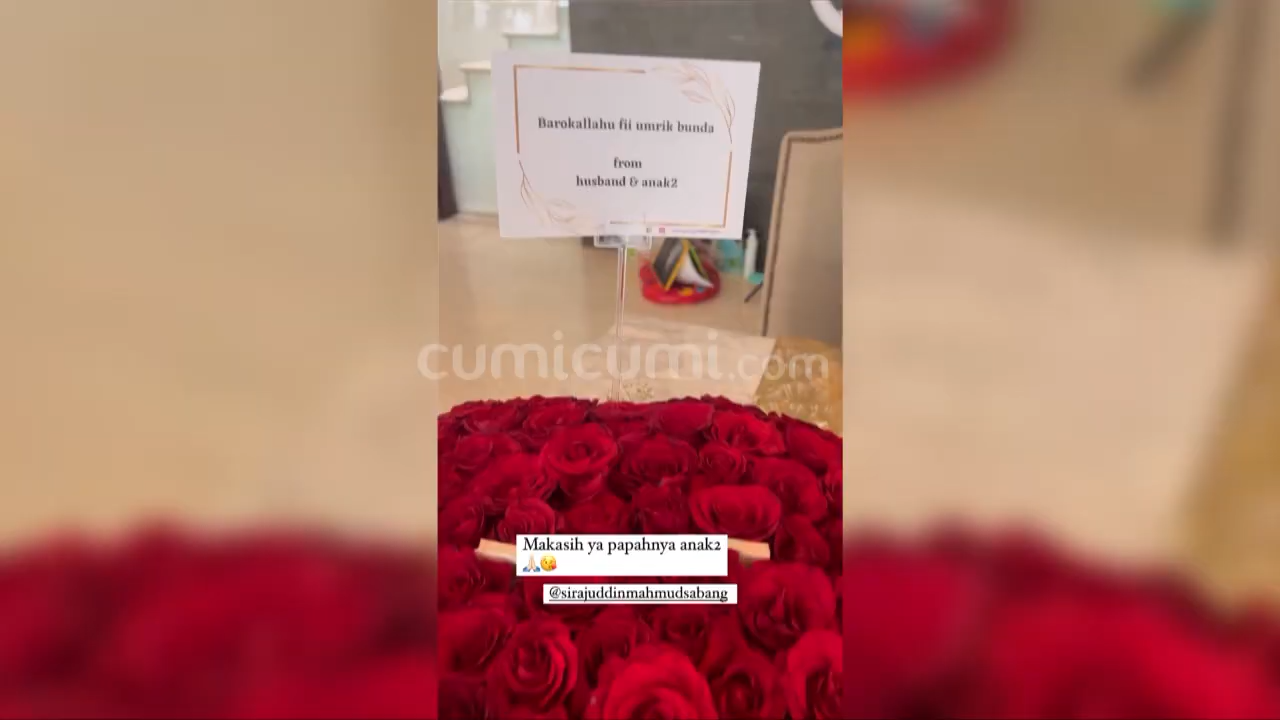 Barokallahu fii umrik bunda
from
husband & anak2
cumicumi.com
Makasih ya papahnya anak2
🙏🏻😘
@sirajuddinmahmudsabang